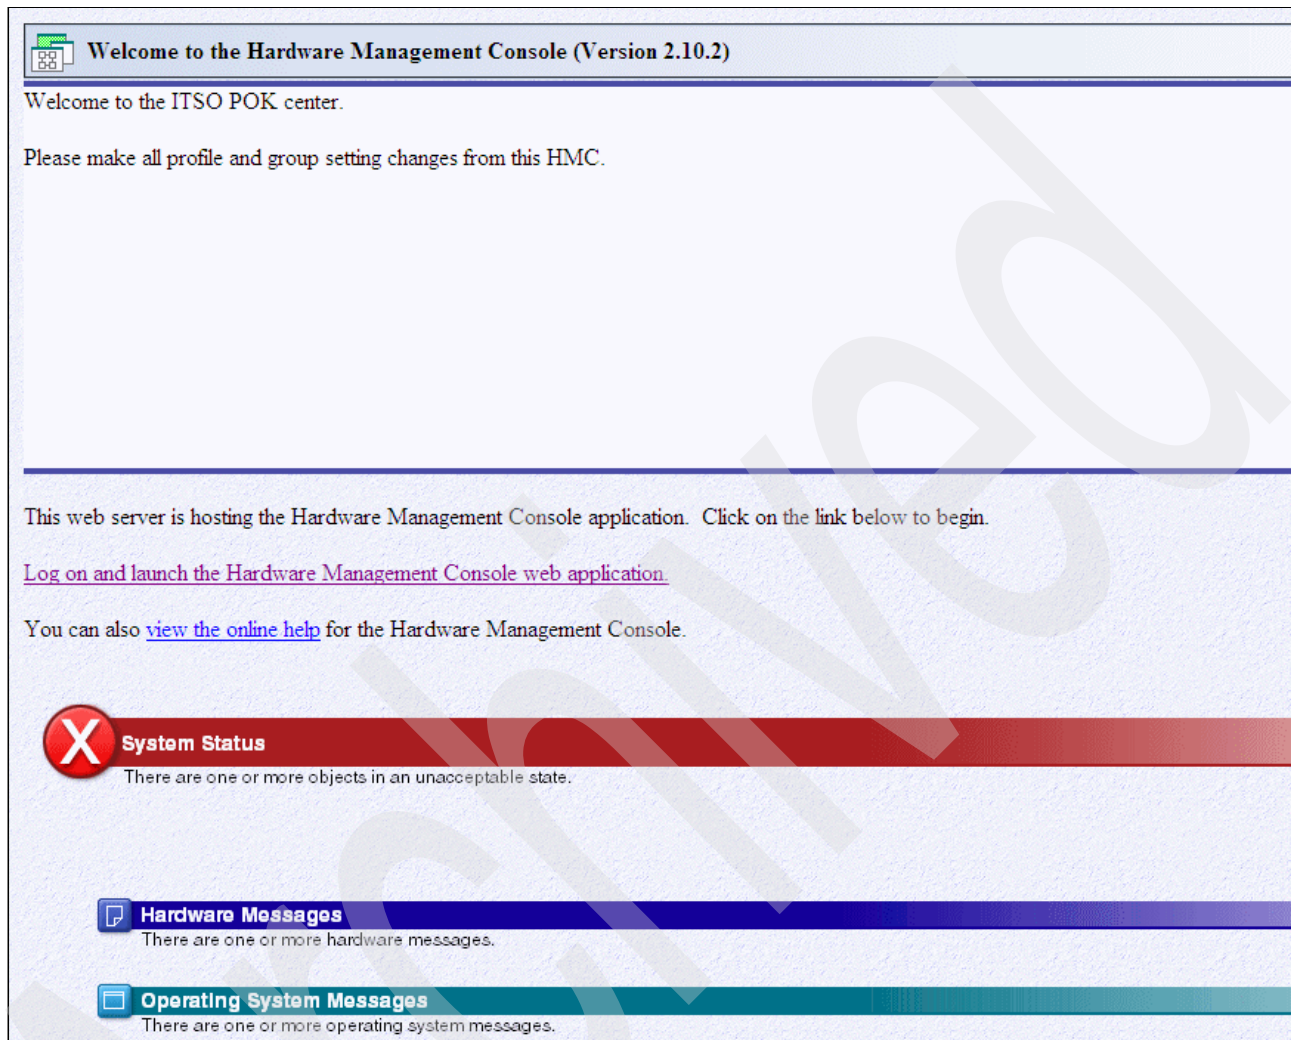 Welcome to the Hardware Management Console (Version 2.10.2)
Welcome to the ITSO POK center.
Please make all profile and group setting changes from this HMC.
This web server is hosting the Hardware Management Console application.  Click on the link below to begin.
Log on and launch the Hardware Management Console web application.
You can also view the online help for the Hardware Management Console.
X
System Status
There are one or more objects in an unacceptable state.
Hardware Messages
There are one or more hardware messages.
Operating System Messages
There are one or more operating system messages.
chived